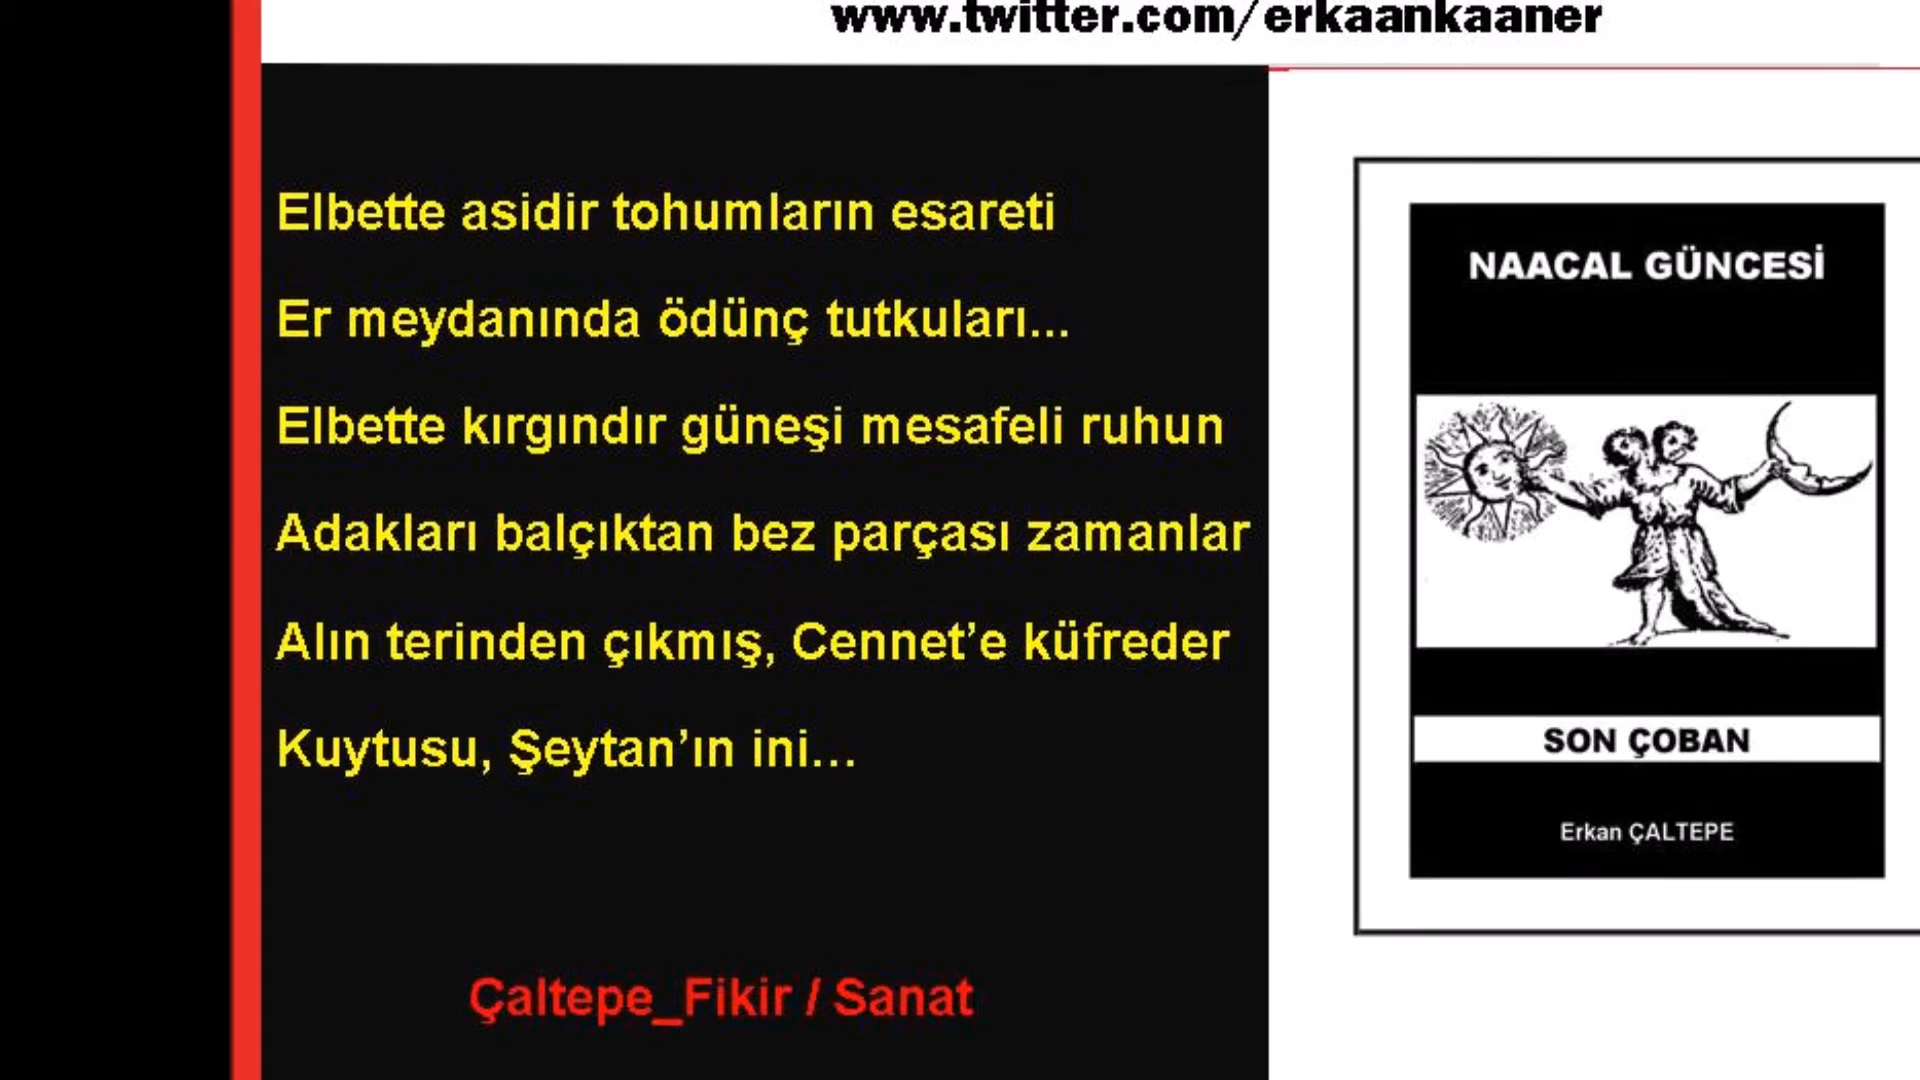 www.twitter.com/erkaankaaner
Elbette asidir tohumların esareti
Er meydanında ödünç tutkuları...
Elbette kırgındır güneşi mesafeli ruhun
Adakları balçıktan bez parçası zamanlar
Alın terinden çıkmış, Cennet’e küfreder
Kuytusu, Şeytan’ın ini...
Çaltepe_Fikir / Sanat
NAACAL GÜNCESİ
SON ÇOBAN
Erkan ÇALTEPE